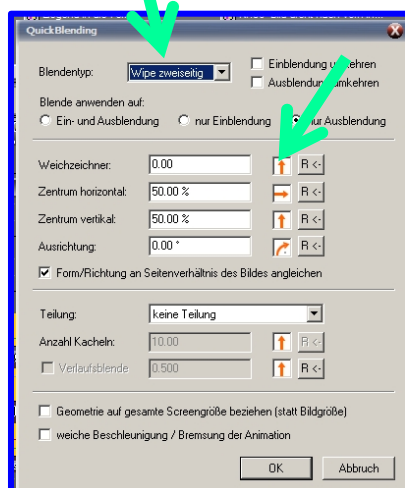 QuickBlending
Blendentyp: Wipe zweiseitig
Einblendung umkehren
Ausblendung umkehren
Blende anwenden auf:
Ein- und Ausblendung nur Einblendung nur Ausblendung
Weichzeichner: 0.00 R <-
Zentrum horizontal: 50.00 % R <-
Zentrum vertikal: 50.00 % R <-
Ausrichtung: 0.00 ° R <-
Form/Richtung an Seitenverhältnis des Bildes angleichen
Teilung: keine Teilung
Anzahl Kacheln: 10.00 R <-
Verlaufsblende 0.500 R <-
Geometrie auf gesamte Screengröße beziehen (statt Bildgröße)
weiche Beschleunigung / Bremsung der Animation
OK Abbruch